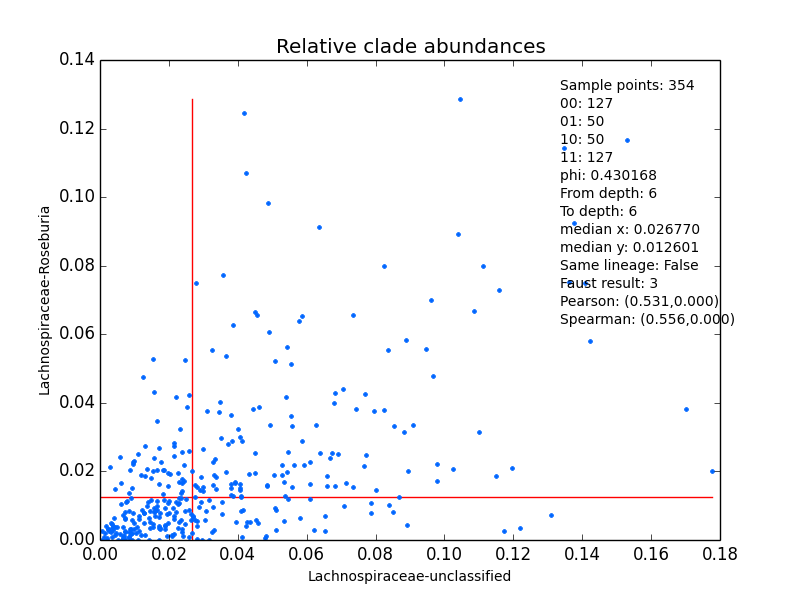 Relative clade abundances
0.14
0.12
0.10
0.08
0.06
0.04
0.02
0.00
Lachnospiraceae-Roseburia
Sample points: 354
00: 127
01: 50
10: 50
11: 127
phi: 0.430168
From depth: 6
To depth: 6
median x: 0.026770
median y: 0.012601
Same lineage: False
Faust result: 3
Pearson: (0.531,0.000)
Spearman: (0.556,0.000)
0.00 0.02 0.04 0.06 0.08 0.10 0.12 0.14 0.16 0.18
Lachnospiraceae-unclassified